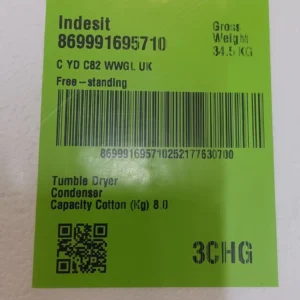 Indesit
869991695710
Gross
Weight
34.5 KG
C YD C82 WWGL UK
Free-standing
869991695710252177630700
Tumble Dryer
Condenser
Capacity Cotton (Kg) 8.0
3CHG